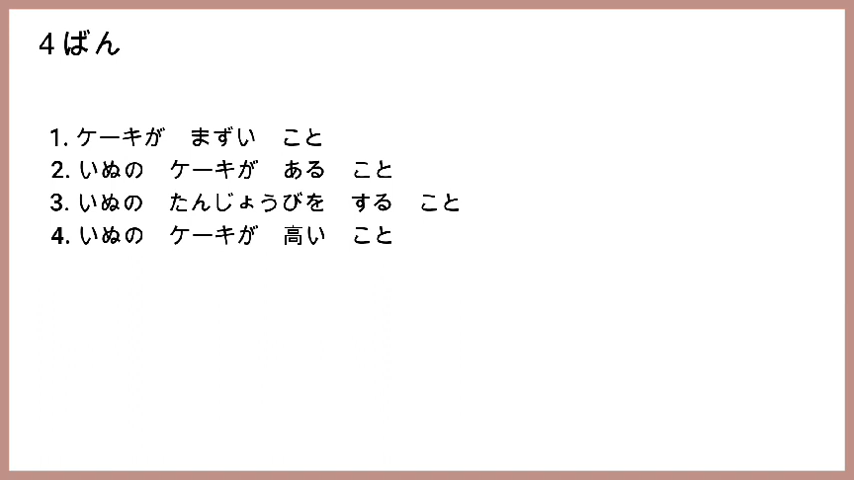 4ばん
1. ケーキが　まずい　こと
2. いぬの　ケーキが　ある　こと
3. いぬの　たんじょうびを　する　こと
4. いぬの　ケーキが　高い　こと